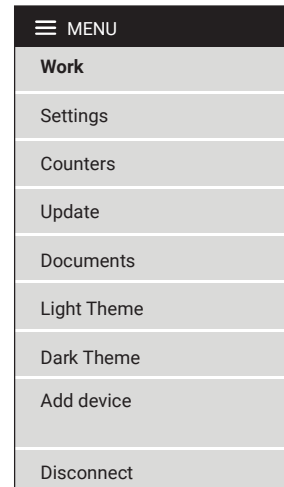 MENU
Work
Settings
Counters
Update
Documents
Light Theme
Dark Theme
Add device
Disconnect